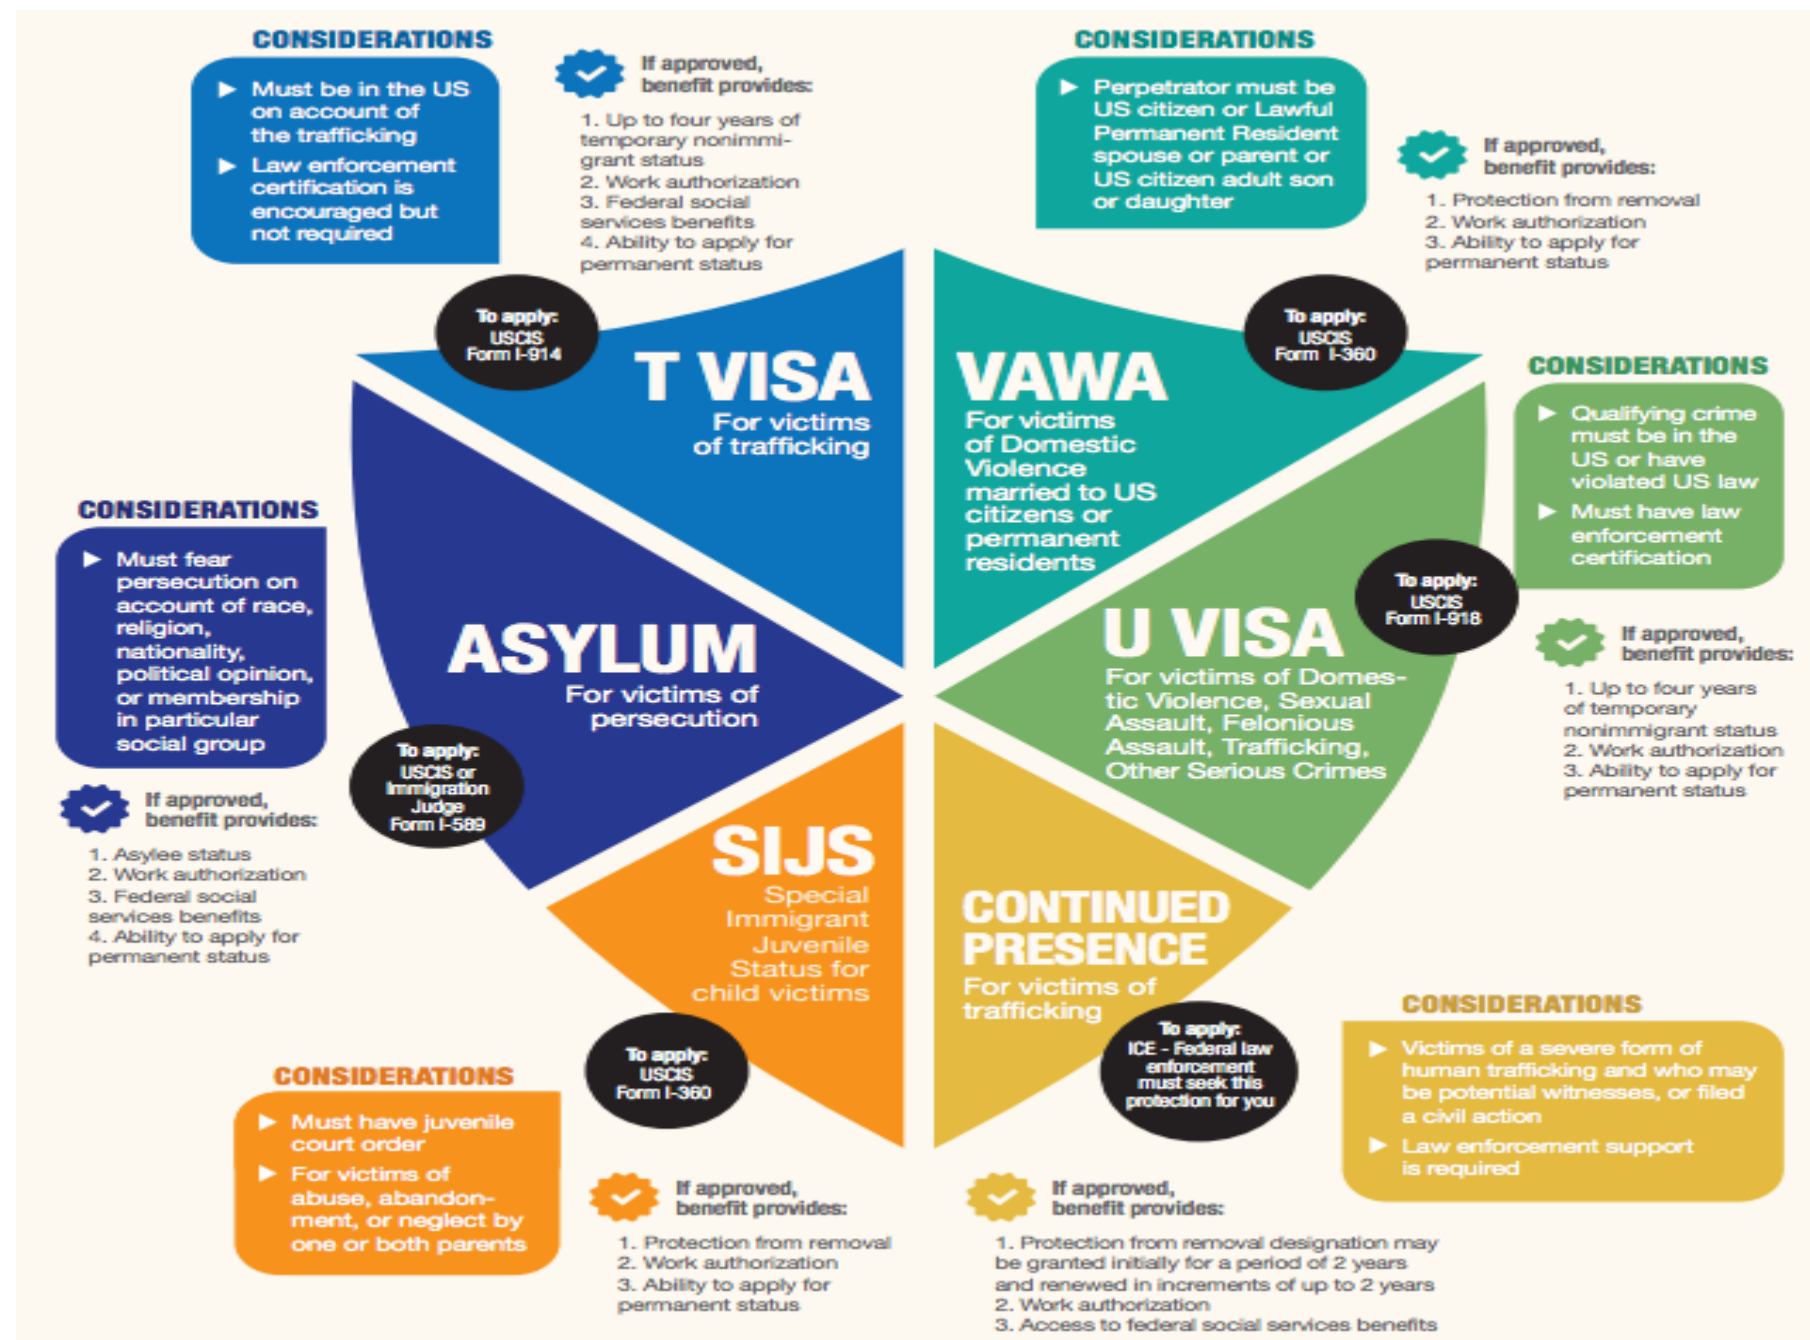 CONSIDERATIONS
▶ Must be in the US
on account of
the trafficking
▶ Law enforcement
certification is
encouraged but
not required
If approved,
benefit provides:
1. Up to four years of
temporary nonimmi-
grant status
2. Work authorization
3. Federal social
services benefits
4. Ability to apply for
permanent status
To apply:
USCIS
Form I-914
T VISA
For victims
of trafficking
CONSIDERATIONS
▶ Perpetrator must be
US citizen or Lawful
Permanent Resident
spouse or parent or
US citizen adult son
or daughter
If approved,
benefit provides:
1. Protection from removal
2. Work authorization
3. Ability to apply for
permanent status
To apply:
USCIS
Form I-360
VAWA
For victims
of Domestic
Violence
married to US
citizens or
permanent
residents
CONSIDERATIONS
▶ Qualifying crime
must be in the
US or have
violated US law
▶ Must have law
enforcement
certification
To apply:
USCIS
Form I-918
U VISA
For victims of Domes-
tic Violence, Sexual
Assault, Felonious
Assault, Trafficking,
Other Serious Crimes
If approved,
benefit provides:
1. Up to four years
of temporary
nonimmigrant status
2. Work authorization
3. Ability to apply for
permanent status
CONSIDERATIONS
▶ Must fear
persecution on
account of race,
religion,
nationality,
political opinion,
or membership
in particular
social group
ASYLUM
For victims of
persecution
To apply:
USCIS or
Immigration
Judge
Form I-589
If approved,
benefit provides:
1. Asylee status
2. Work authorization
3. Federal social
services benefits
4. Ability to apply for
permanent status
SIJS
Special
Immigrant
Juvenile
Status for
child victims
To apply:
USCIS
Form I-360
CONSIDERATIONS
▶ Must have juvenile
court order
▶ For victims of
abuse, abandon-
ment, or neglect by
one or both parents
If approved,
benefit provides:
1. Protection from removal
2. Work authorization
3. Ability to apply for
permanent status
CONTINUED
PRESENCE
For victims of
trafficking
To apply:
ICE - Federal law
enforcement
must seek this
protection for you
CONSIDERATIONS
▶ Victims of a severe form of
human trafficking and who may
be potential witnesses, or filed
a civil action
▶ Law enforcement support
is required
If approved,
benefit provides:
1. Protection from removal designation may
be granted initially for a period of 2 years
and renewed in increments of up to 2 years
2. Work authorization
3. Access to federal social services benefits